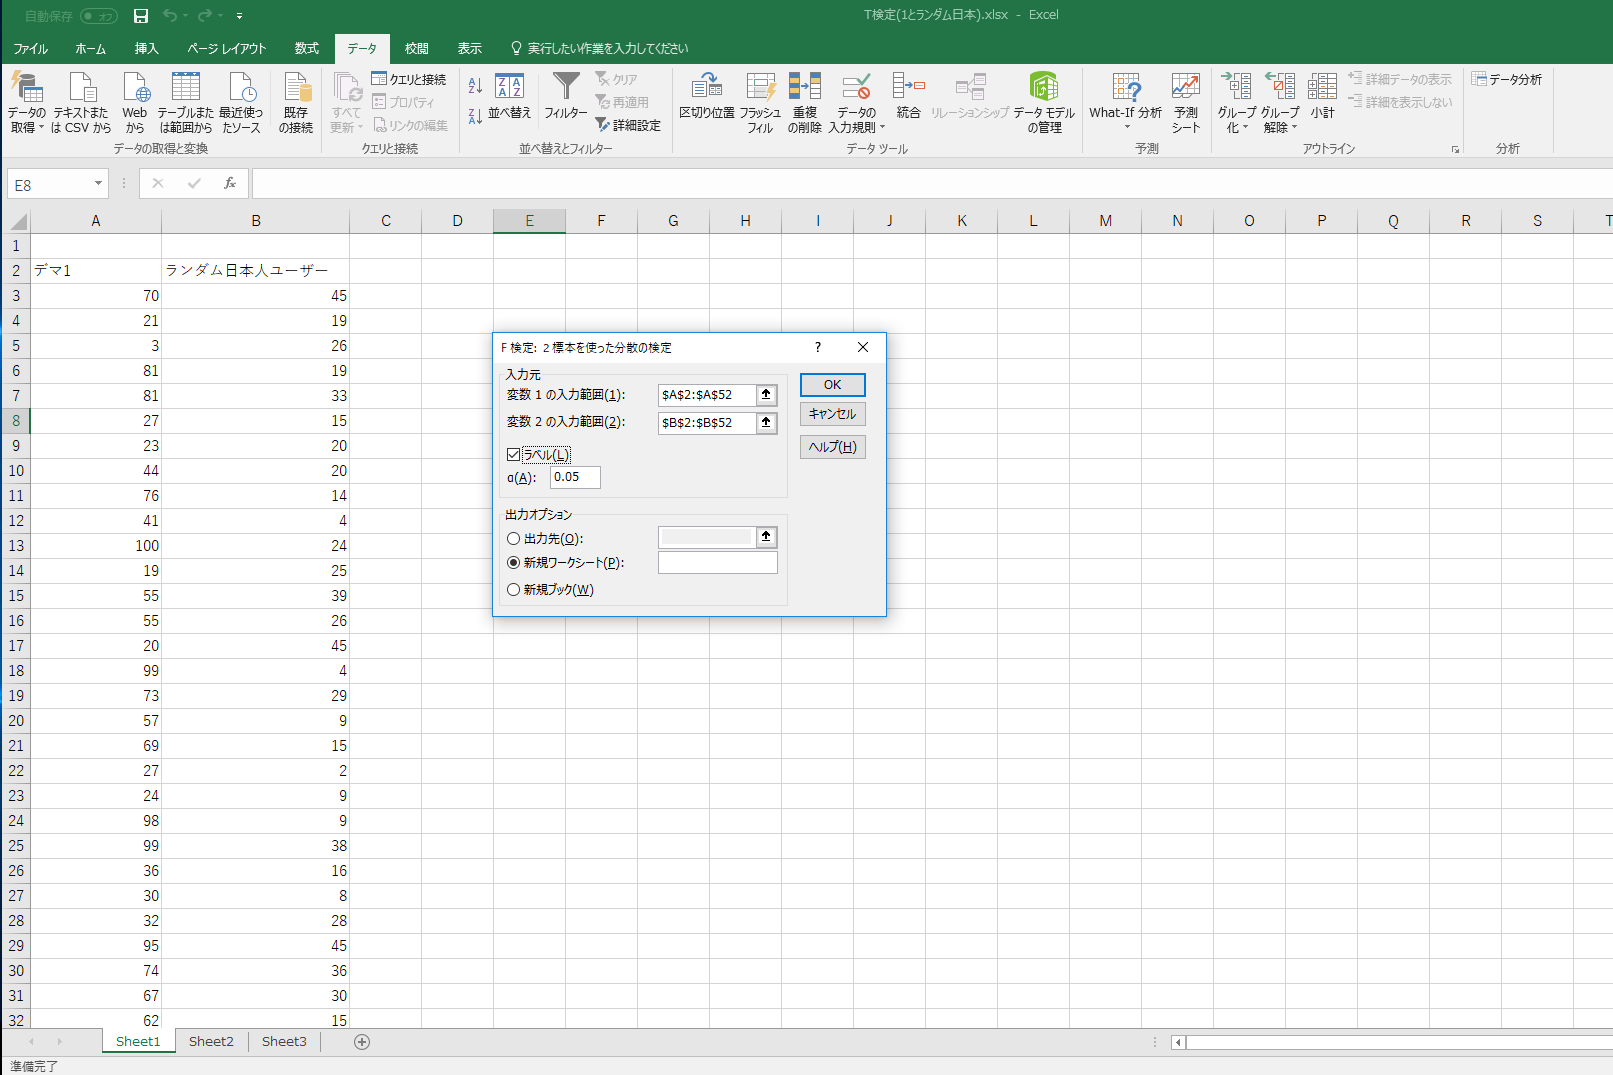 自動保存 オフ
T検定(1とランダム日本).xlsx - Excel
ファイル ホーム 挿入 ページ レイアウト 数式 データ 校閲 表示 実行したい作業を入力してください
データの取得 テキストまたは CSV から Web から テーブルまたは範囲から 最近使ったソース 既存の接続
データの取得と変換
すべて更新 クエリと接続 プロパティ リンクの編集
クエリと接続
並べ替え フィルター クリア 再適用 詳細設定
並べ替えとフィルター
区切り位置 フラッシュフィル 重複の削除 データの入力規則 統合 リレーションシップ データ モデルの管理
データ ツール
What-If 分析 予測シート
予測
グループ化 グループ解除 小計 詳細データの表示 詳細を表示しない
アウトライン
データ分析
分析
E8 fx
A B C D E F G H I J K L M N O P Q R S T
1
2 デマ1 ランダム日本人ユーザー
3 70 45
4 21 19
5 3 26
6 81 19
7 81 33
8 27 15
9 23 20
10 44 20
11 76 14
12 41 4
13 100 24
14 19 25
15 55 39
16 55 26
17 20 45
18 99 4
19 73 29
20 57 9
21 69 15
22 27 2
23 24 9
24 98 9
25 99 38
26 36 16
27 30 8
28 32 28
29 95 45
30 74 36
31 67 30
32 62 15
F 検定: 2 標本を使った分散の検定 ?
入力元
変数 1 の入力範囲(1): $A$2:$A$52
変数 2 の入力範囲(2): $B$2:$B$52
ラベル(L)
α(A): 0.05
出力オプション
出力先(O):
新規ワークシート(P):
新規ブック(W)
OK
キャンセル
ヘルプ(H)
Sheet1 Sheet2 Sheet3
準備完了